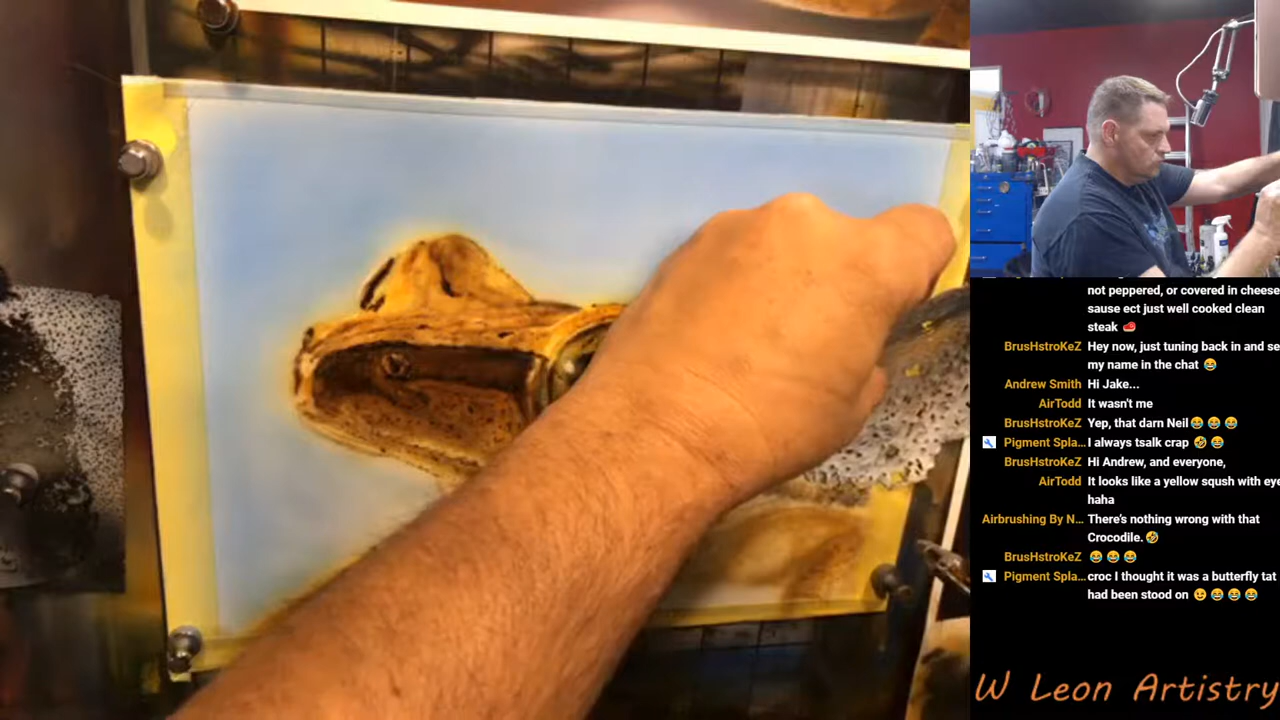 not peppered, or covered in cheese
sause ect just well cooked clean
steak 🥩
BrusHstroKeZ Hey now, just tuning back in and se
my name in the chat 😂
Andrew Smith Hi Jake...
AirTodd It wasn't me
BrusHstroKeZ Yep, that darn Neil😂 😂 😂
Pigment Spla... I always tsalk crap 🤣 😂
BrusHstroKeZ Hi Andrew, and everyone,
AirTodd It looks like a yellow sqush with eye
haha
Airbrushing By N... There's nothing wrong with that
Crocodile. 🤣
BrusHstroKeZ 😂 😂 😂
Pigment Spla... croc I thought it was a butterfly tat
had been stood on 😉 😂 😂 😂
W Leon Artistry